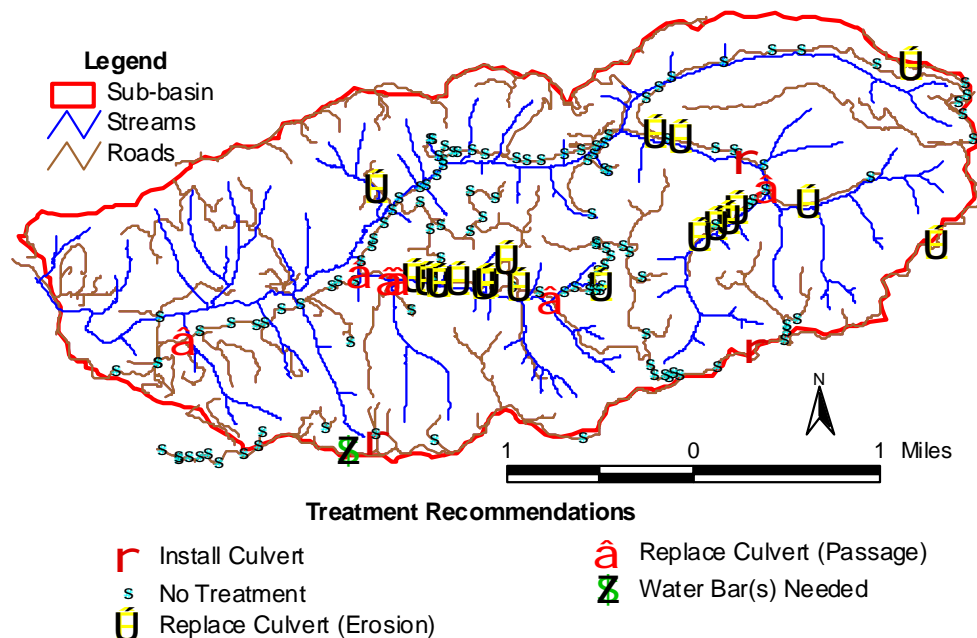 Legend
Sub-basin
Streams
Roads
N
1 0 1 Miles
Treatment Recommendations
r Install Culvert
s No Treatment
Ú Replace Culvert (Erosion)
â Replace Culvert (Passage)
Z$ Water Bar(s) Needed